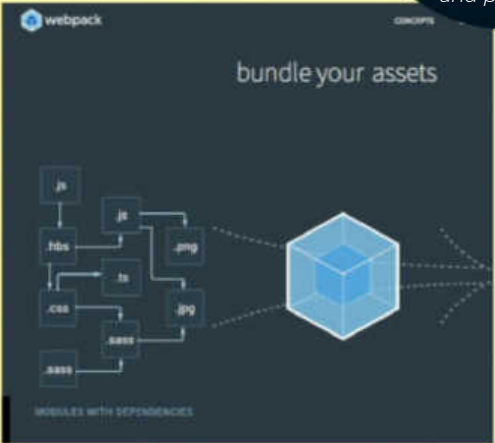 and p
webpack
CONCEPTS
bundle your assets
.js
.js
.hbs
.png
.ts
.css
.jpg
.sass
.sass
MODULES WITH DEPENDENCIES